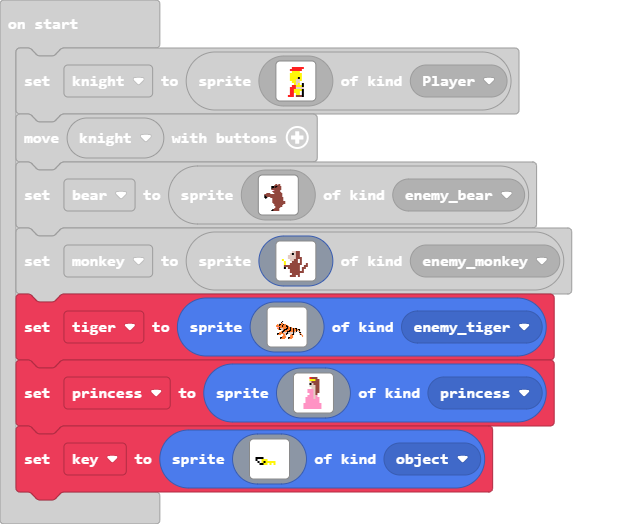 on start
set knight to sprite of kind Player
move knight with buttons
set bear to sprite of kind enemy_bear
set monkey to sprite of kind enemy_monkey
set tiger to sprite of kind enemy_tiger
set princess to sprite of kind princess
set key to sprite of kind object